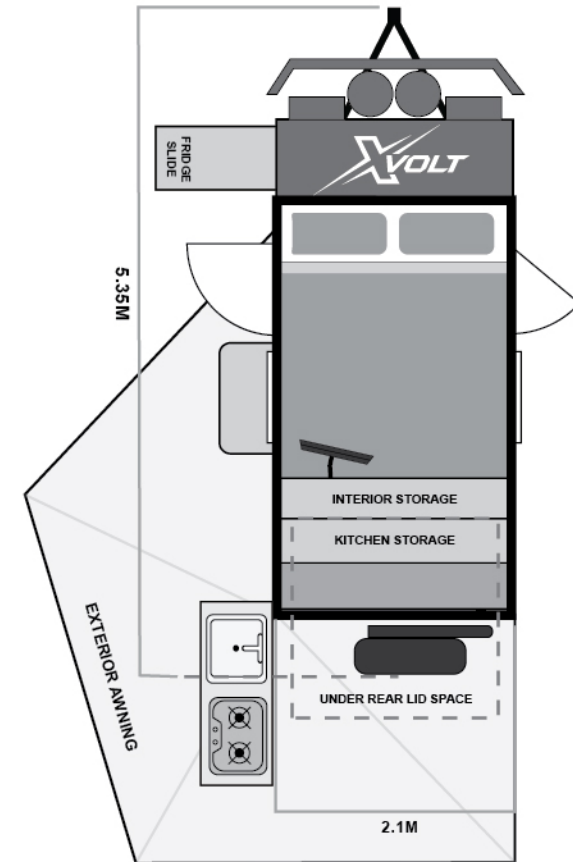 FRIDGE
SLIDE
XVOLT
5.35M
INTERIOR STORAGE
KITCHEN STORAGE
EXTERIOR AWNING
UNDER REAR LID SPACE
2.1M